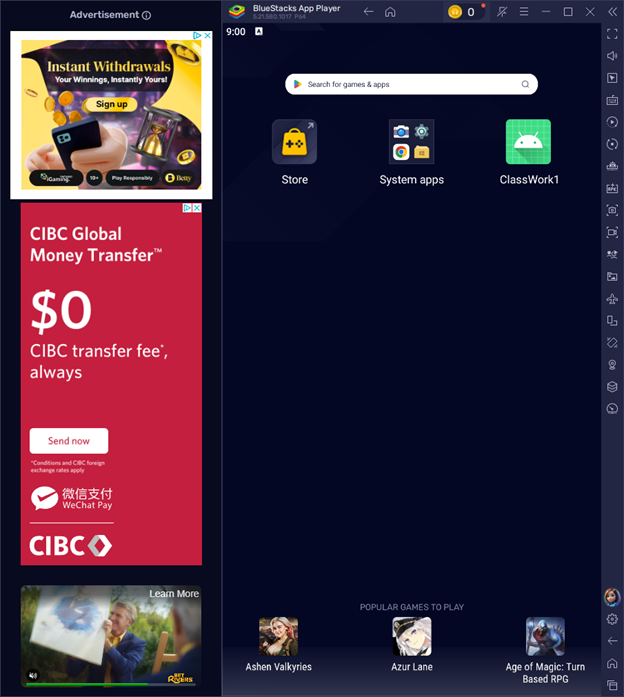 Advertisement
Instant Withdrawals
Your Winnings, Instantly Yours!
Sign up
iGaming
19+
Play Responsibly
Betty
CIBC Global
Money Transfer™
$0
CIBC transfer fee*,
always
Send now
*Conditions and CIBC foreign
exchange rates apply
微信支付
WeChat Pay
CIBC
Learn More
BET
RIVERS
BlueStacks App Player
5.21.580.1017 P64
0
9:00
A
Search for games & apps
Store
System apps
ClassWork1
POPULAR GAMES TO PLAY
Ashen Valkyries
Azur Lane
Age of Magic: Turn
Based RPG